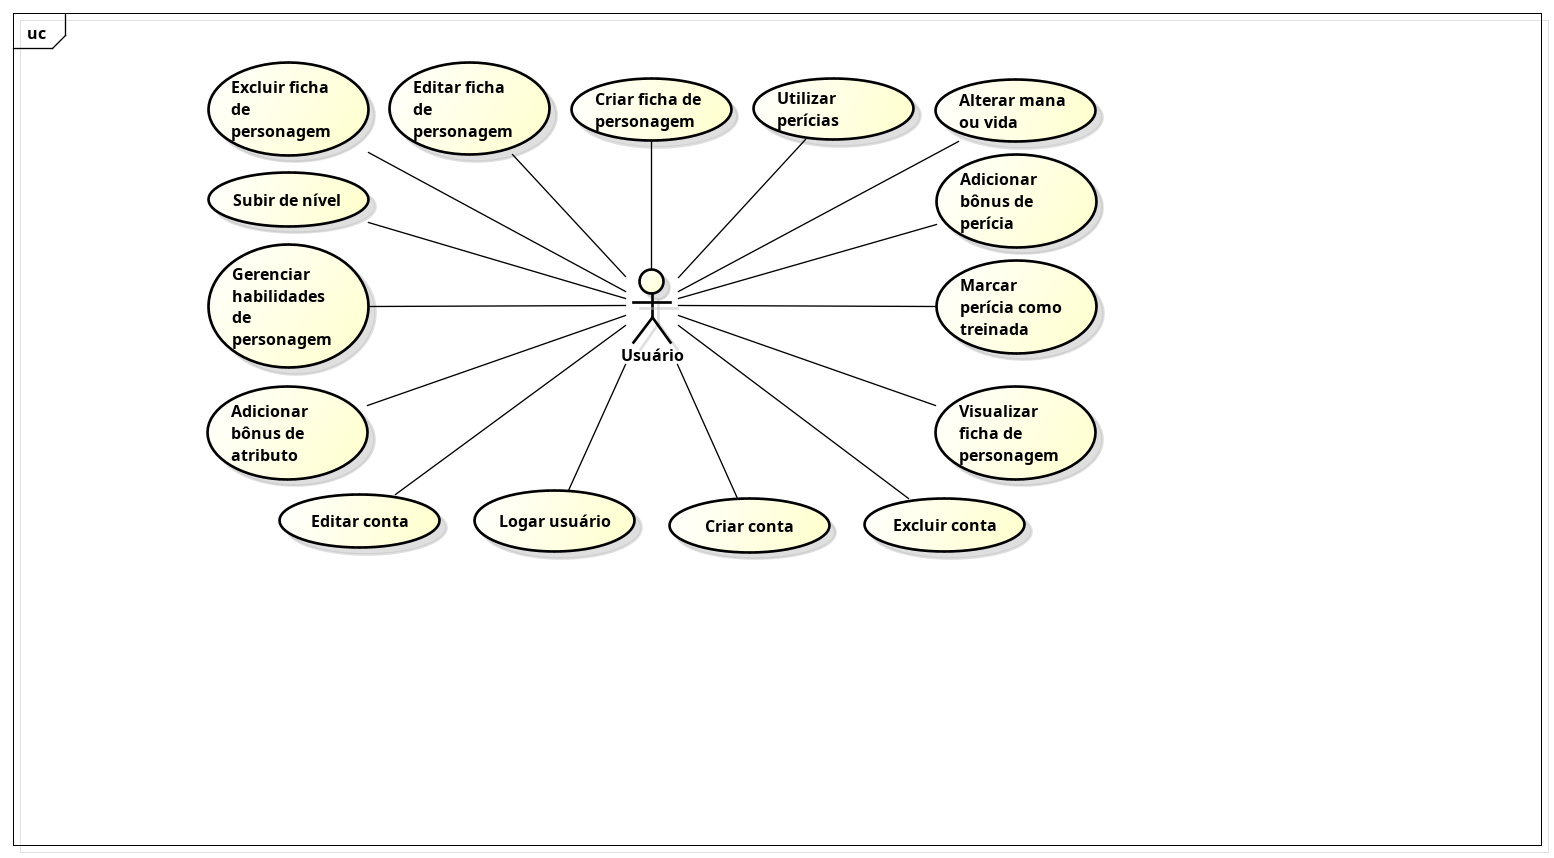 uc
Excluir ficha
de
personagem
Editar ficha
de
personagem
Criar ficha de
personagem
Utilizar
perícias
Alterar mana
ou vida
Subir de nível
Adicionar
bônus de
perícia
Gerenciar
habilidades
de
personagem
Usuário
Marcar
perícia como
treinada
Adicionar
bônus de
atributo
Visualizar
ficha de
personagem
Editar conta
Logar usuário
Criar conta
Excluir conta